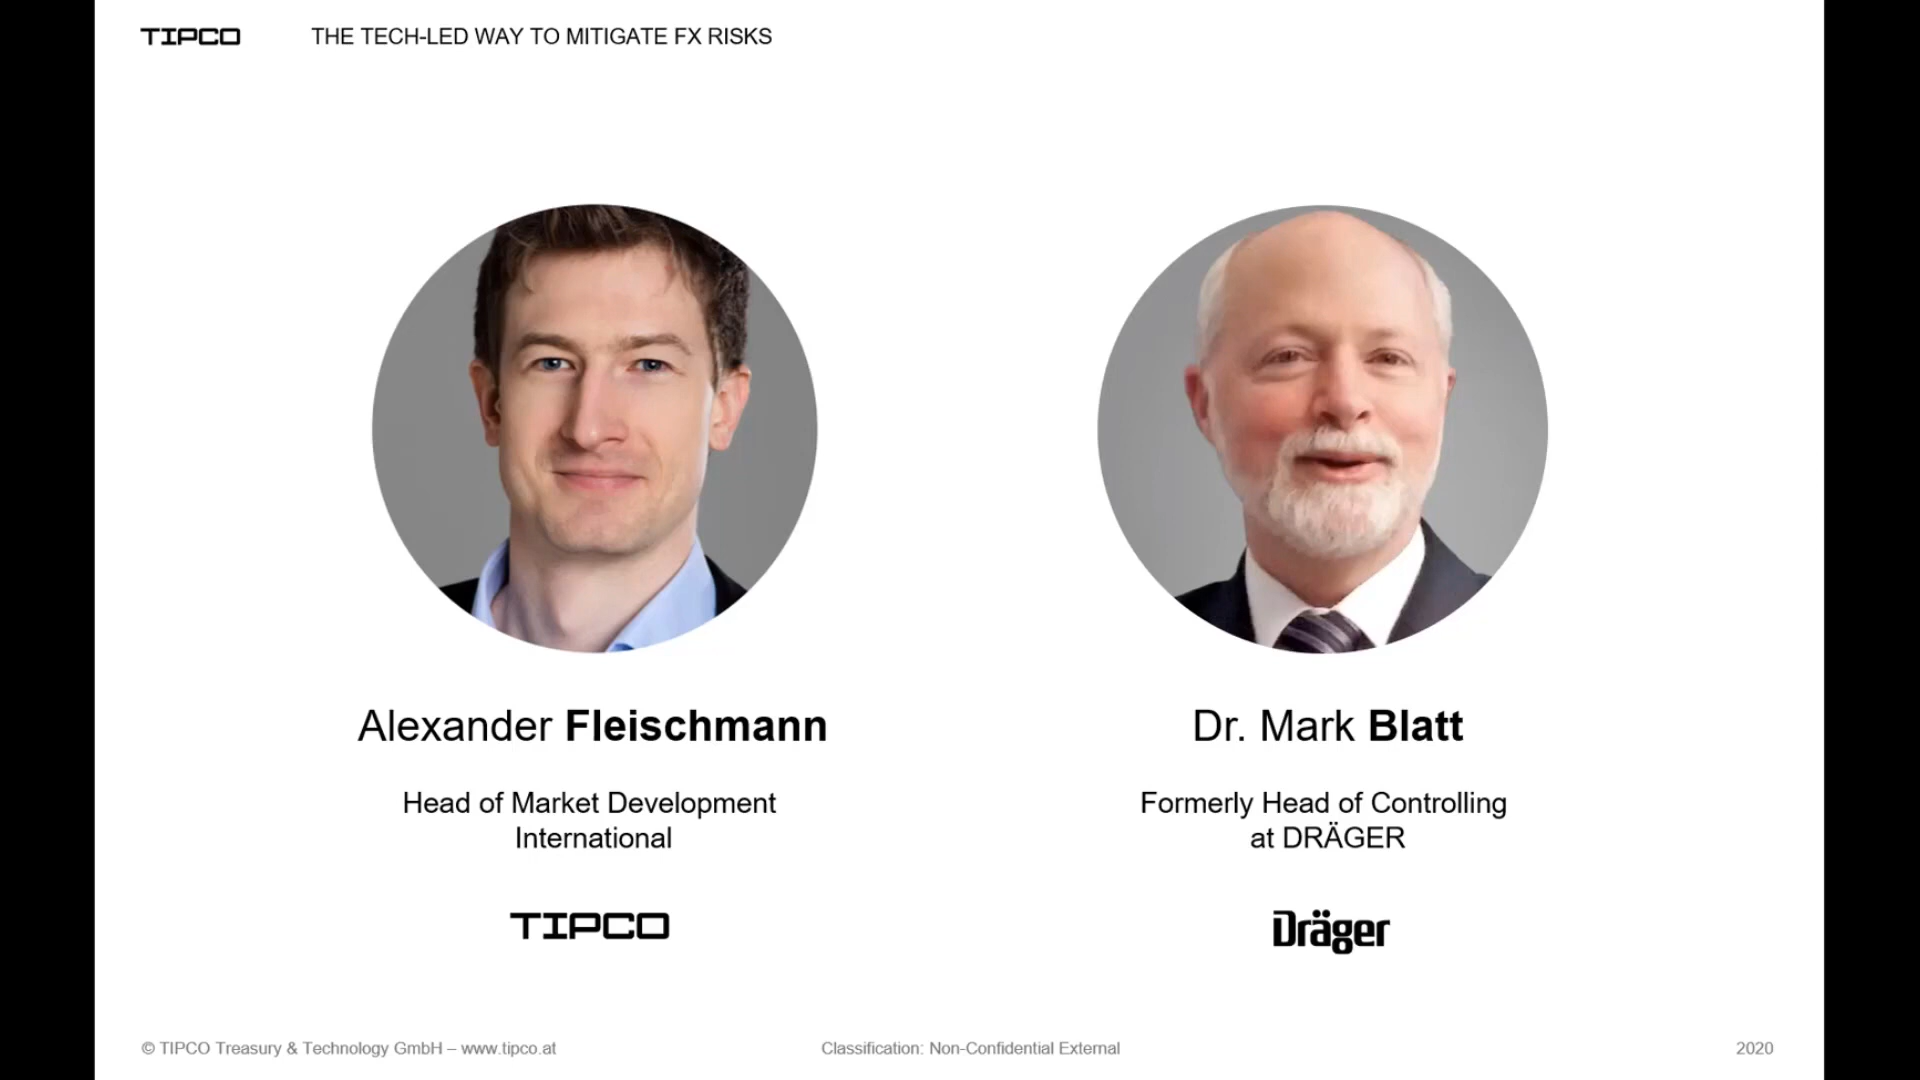 TIPCO THE TECH-LED WAY TO MITIGATE FX RISKS
Alexander Fleischmann
Head of Market Development
International
TIPCO
Dr. Mark Blatt
Formerly Head of Controlling
at DRÄGER
Dräger
© TIPCO Treasury & Technology GmbH – www.tipco.at
Classification: Non-Confidential External
2020